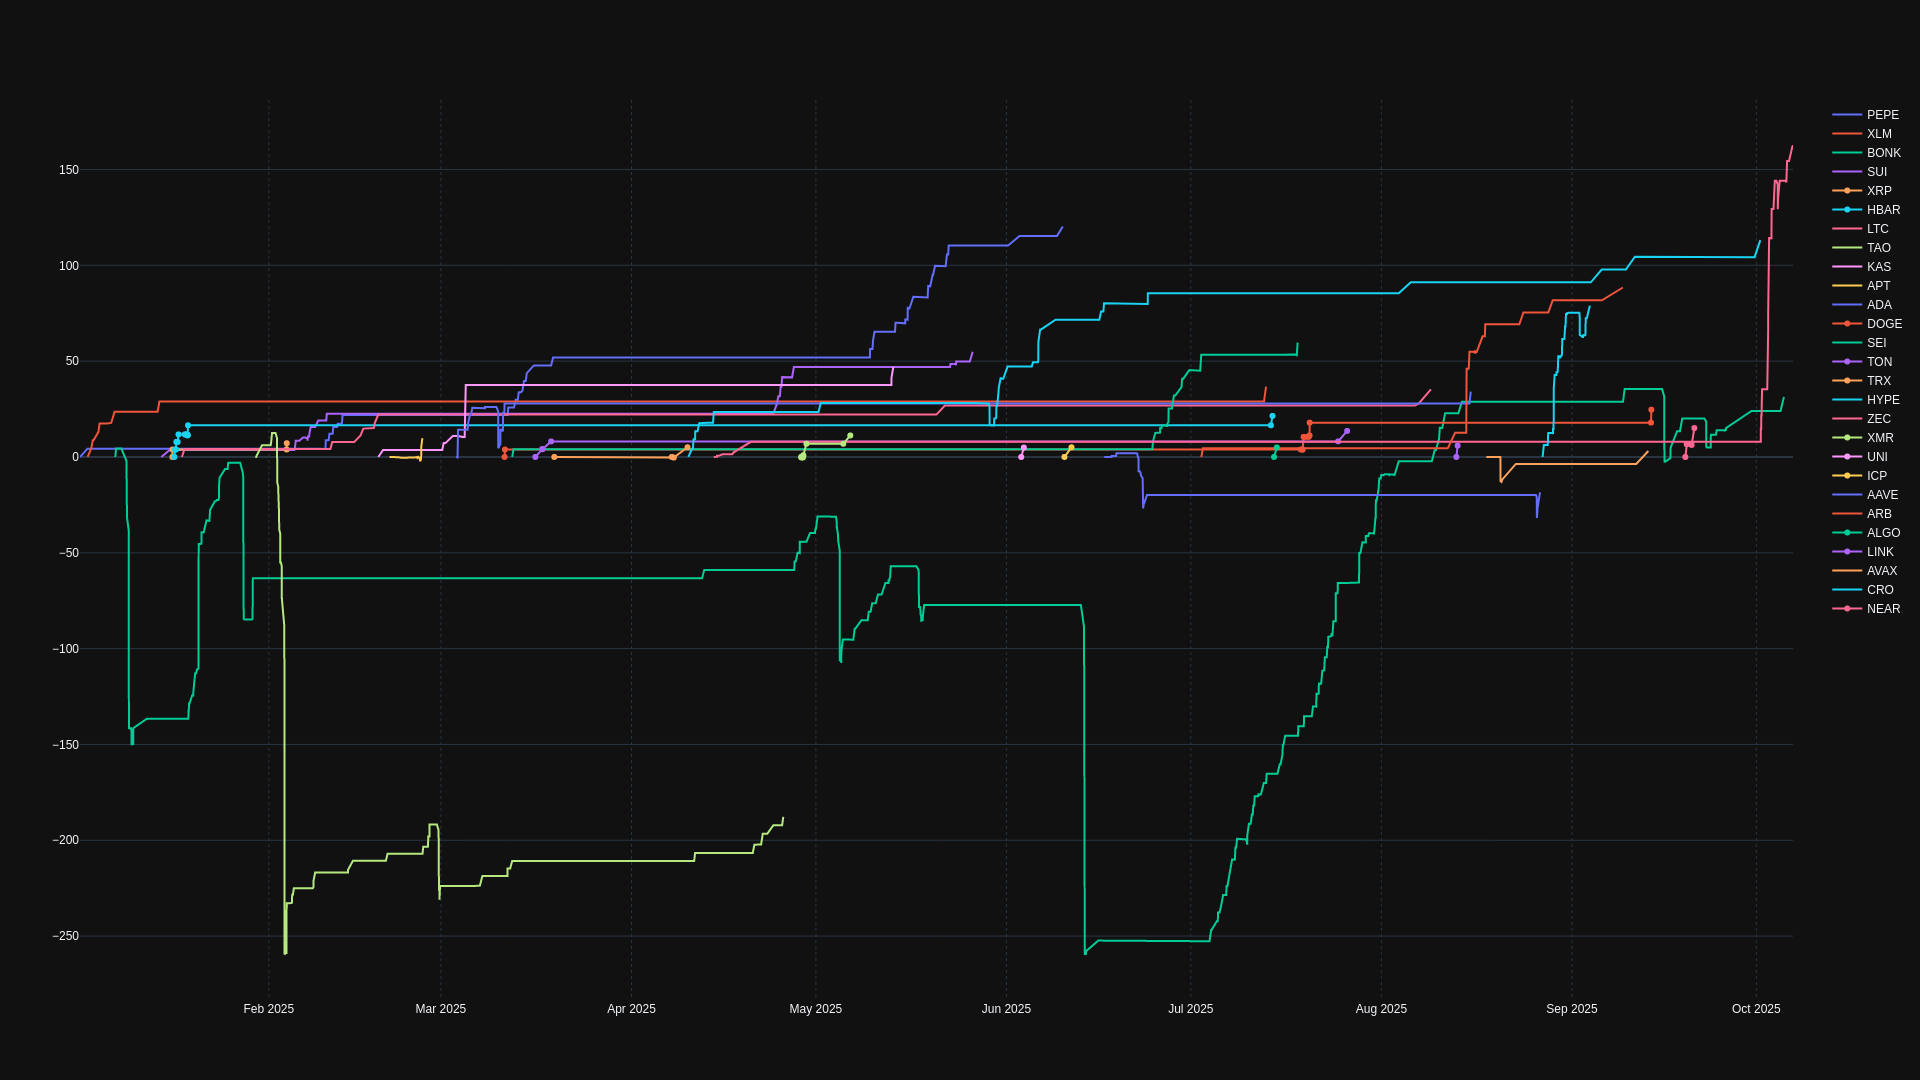 150
100
50
0
−50
−100
−150
−200
−250
Feb 2025
Mar 2025
Apr 2025
May 2025
Jun 2025
Jul 2025
Aug 2025
Sep 2025
Oct 2025
PEPE
XLM
BONK
SUI
XRP
HBAR
LTC
TAO
KAS
APT
ADA
DOGE
SEI
TON
TRX
HYPE
ZEC
XMR
UNI
ICP
AAVE
ARB
ALGO
LINK
AVAX
CRO
NEAR